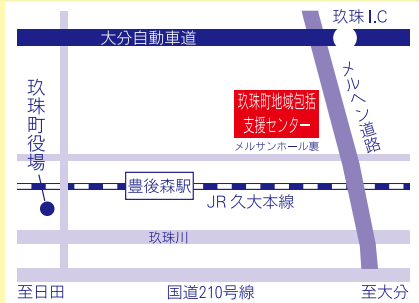 玖珠I.C
大分自動車道
メルヘン道路
玖珠町地域包括
支援センター
メルサンホール裏
玖珠町役場
豊後森駅
JR久大本線
玖珠川
至日田
国道210号線
至大分